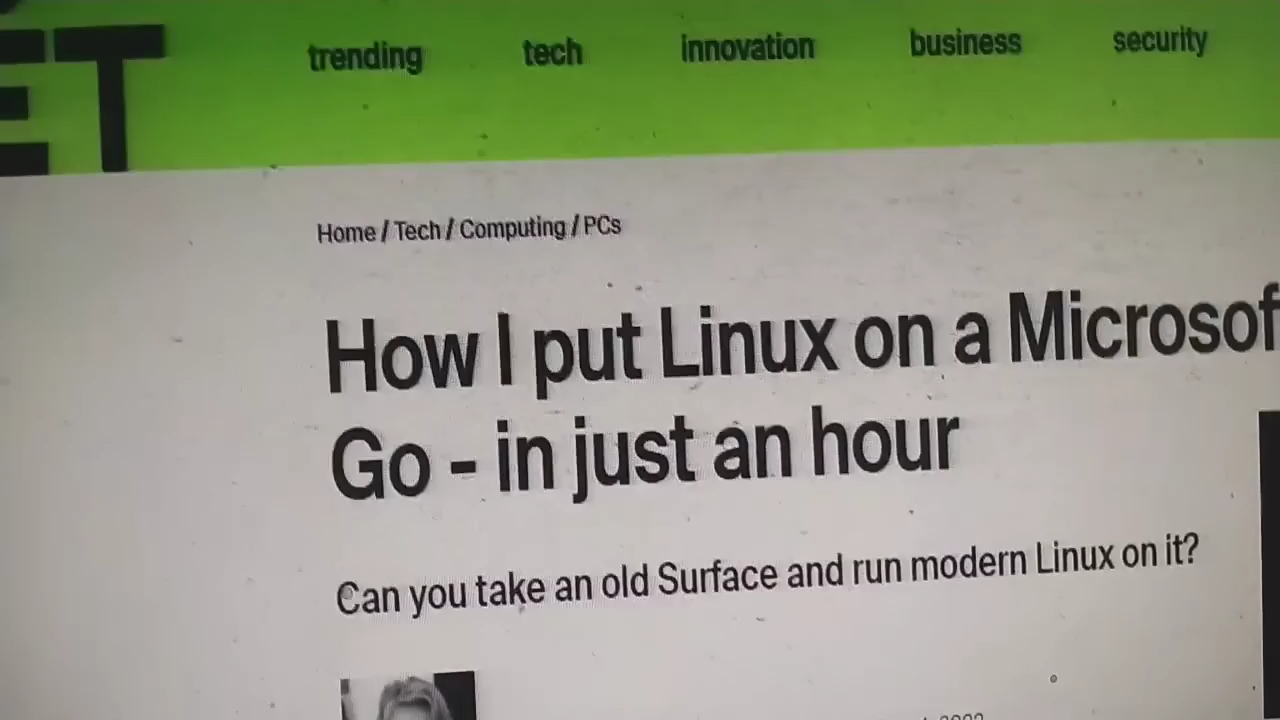 ET
trending tech innovation business security
Home / Tech / Computing / PCs
How I put Linux on a Microsof
Go - in just an hour
Can you take an old Surface and run modern Linux on it?